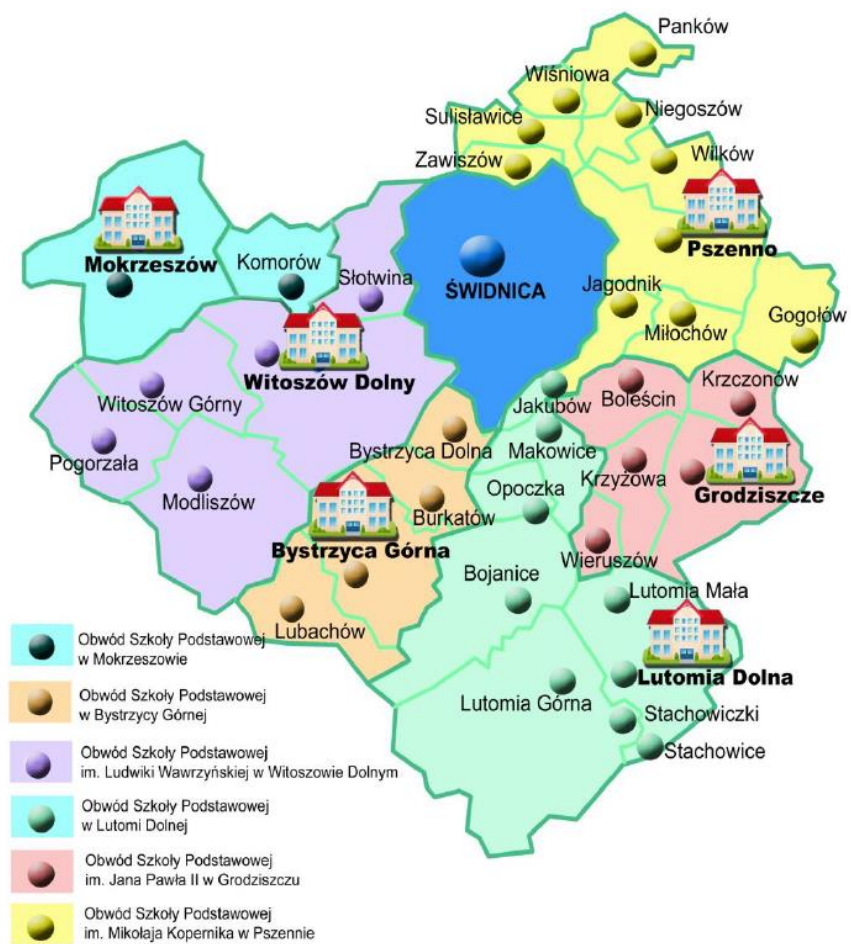 Panków
Wiśniowa
Niegoszów
Sulisławice
Zawiszów
Wilków
Mokrzeszów
Komorów
Słotwina
ŚWIDNICA
Pszenno
Jagodnik
Miłochów
Gogołów
Witoszów Dolny
Witoszów Górny
Pogorzała
Modliszów
Jakubów
Boleścin
Krzczonów
Bystrzyca Dolna
Makowice
Krzyżowa
Grodziszcze
Opoczka
Burkatów
Bystrzyca Górna
Wieruszów
Bojanice
Lutomia Mała
Lubachów
Lutomia Dolna
Lutomia Górna
Stachowiczki
Stachowice
Obwód Szkoły Podstawowej
w Mokrzeszowie
Obwód Szkoły Podstawowej
w Bystrzycy Górnej
Obwód Szkoły Podstawowej
im. Ludwiki Wawrzyńskiej w Witoszowie Dolnym
Obwód Szkoły Podstawowej
w Lutomi Dolnej
Obwód Szkoły Podstawowej
im. Jana Pawła II w Grodziszczu
Obwód Szkoły Podstawowej
im. Mikołaja Kopernika w Pszennie